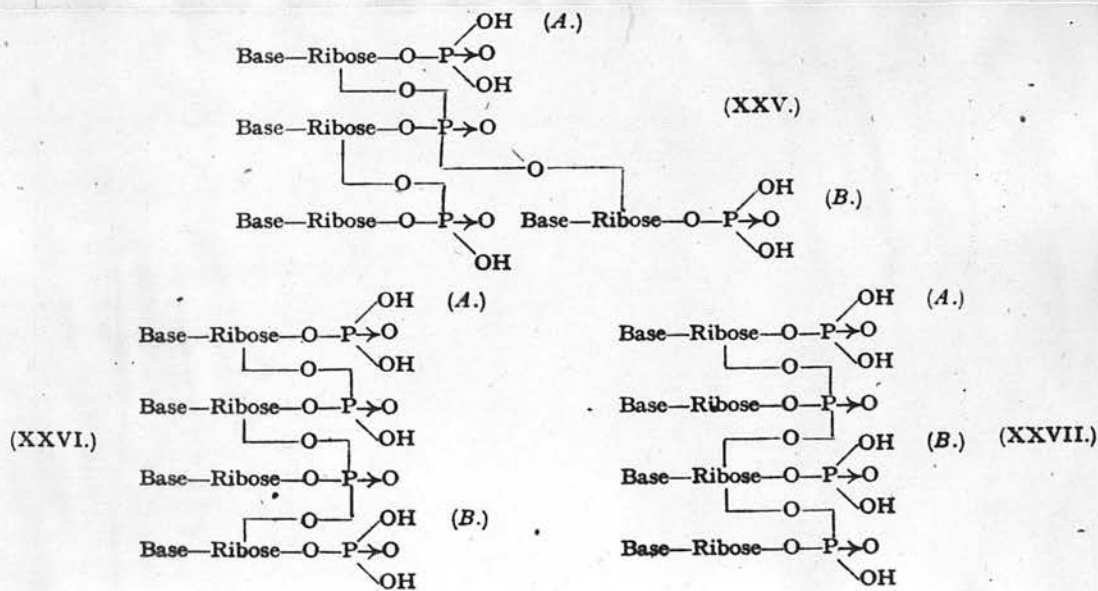 OH (A.)
Base—Ribose—O—P→O
OH
O
(XXV.)
Base—Ribose—O—P→O
O
O
OH
Base—Ribose—O—P→O Base—Ribose—O—P→O (B.)
OH OH
OH (A.)
Base—Ribose—O—P→O
OH
O
Base—Ribose—O—P→O
OH
(XXVI.)
O
Base—Ribose—O—P→O
O
OH (B.)
Base—Ribose—O—P→O
OH
OH (A.)
Base—Ribose—O—P→O
OH
O
Base—Ribose—O—P→O
O
OH (B.) (XXVII.)
Base—Ribose—O—P→O
OH
O
Base—Ribose—O—P→O
OH